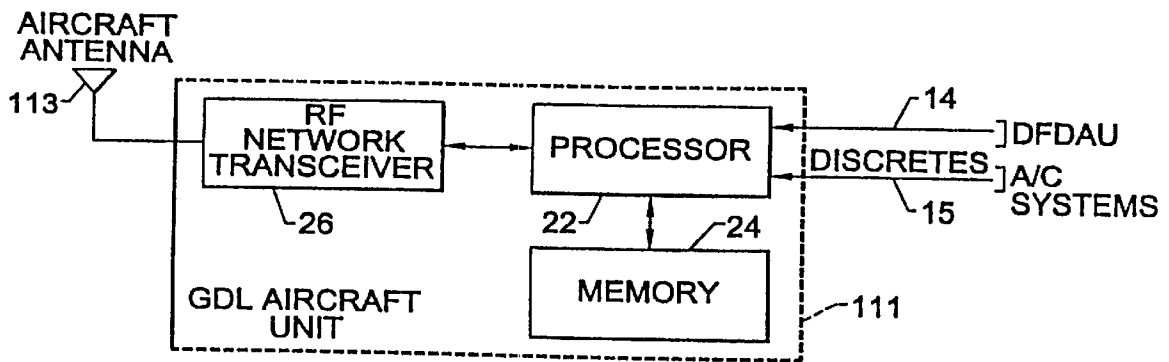 AIRCRAFT
ANTENNA
113
RF
NETWORK
TRANSCEIVER
26
PROCESSOR
22
14
DFDAU
DISCRETES
15
A/C
SYSTEMS
24
MEMORY
GDL AIRCRAFT
UNIT
111